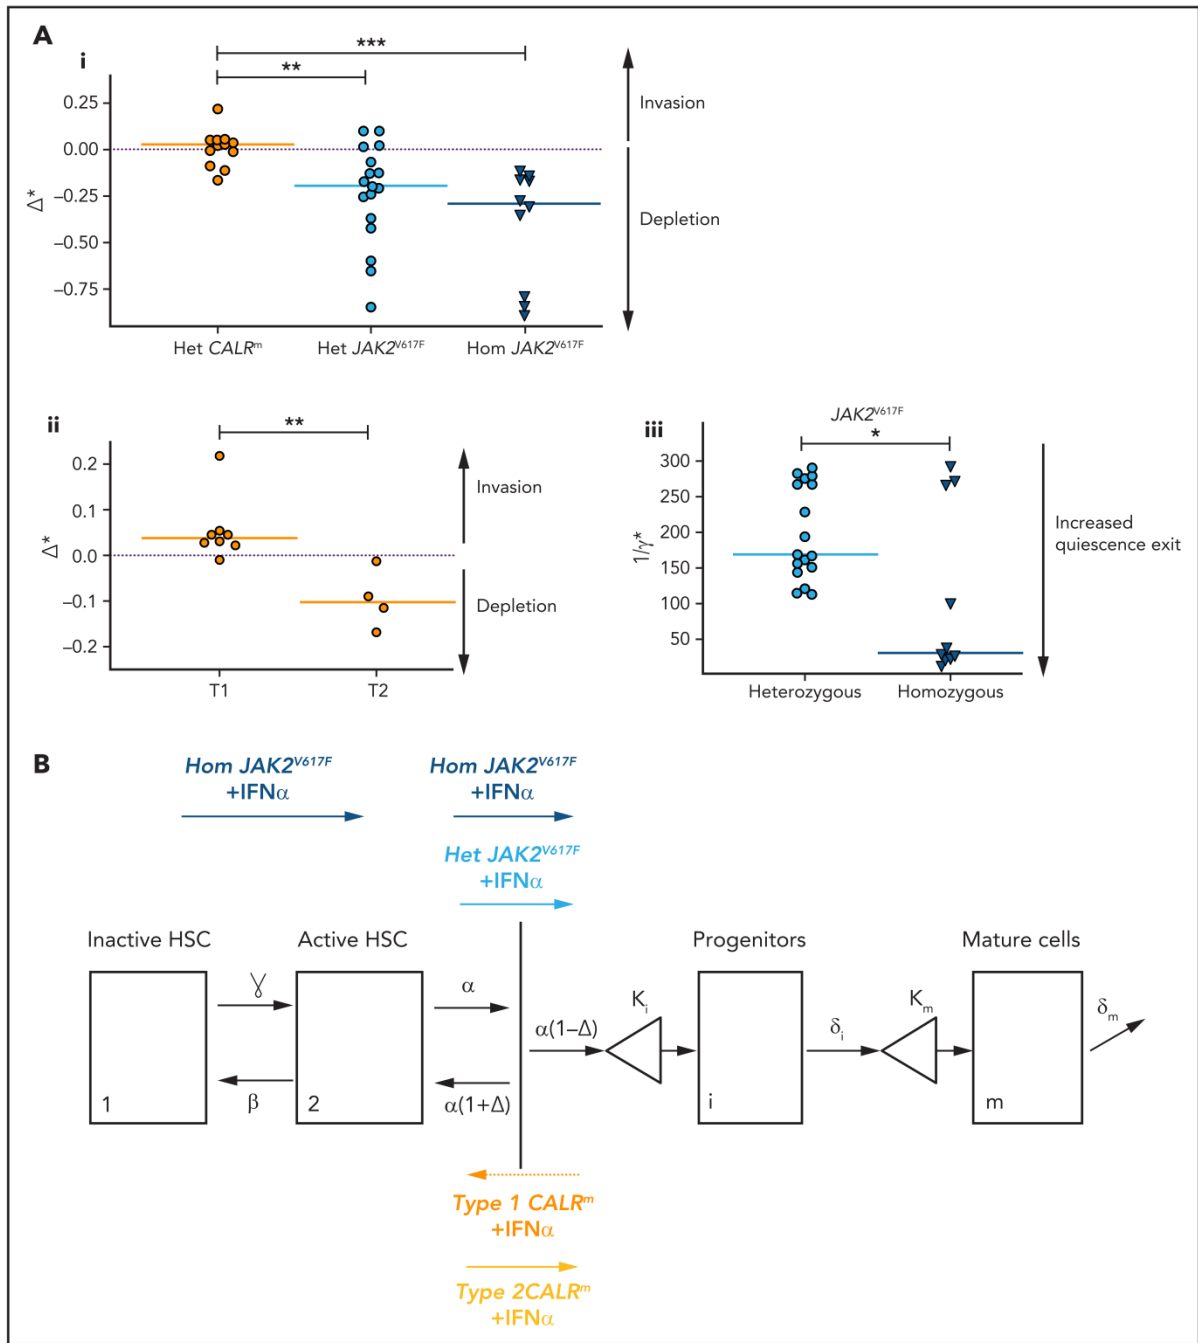 A
i
***
**
0.25
0.00
−0.25
−0.50
−0.75
Δ*
Invasion
Depletion
Het CALRᵐ
Het JAK2ⱽ⁶¹⁷ᶠ
Hom JAK2ⱽ⁶¹⁷ᶠ
ii
**
0.2
0.1
0.0
−0.1
−0.2
Δ*
Invasion
Depletion
T1
T2
iii
JAK2ⱽ⁶¹⁷ᶠ
*
300
250
200
150
100
50
1/γ*
Increased
quiescence exit
Heterozygous
Homozygous
B
Hom JAK2ⱽ⁶¹⁷ᶠ
+IFNα
Hom JAK2ⱽ⁶¹⁷ᶠ
+IFNα
Het JAK2ⱽ⁶¹⁷ᶠ
+IFNα
Inactive HSC
Active HSC
Progenitors
Mature cells
γ
α
Kᵢ
Kₘ
δₘ
α(1−Δ)
δᵢ
β
α(1+Δ)
1
2
i
m
Type 1 CALRᵐ
+IFNα
Type 2CALRᵐ
+IFNα